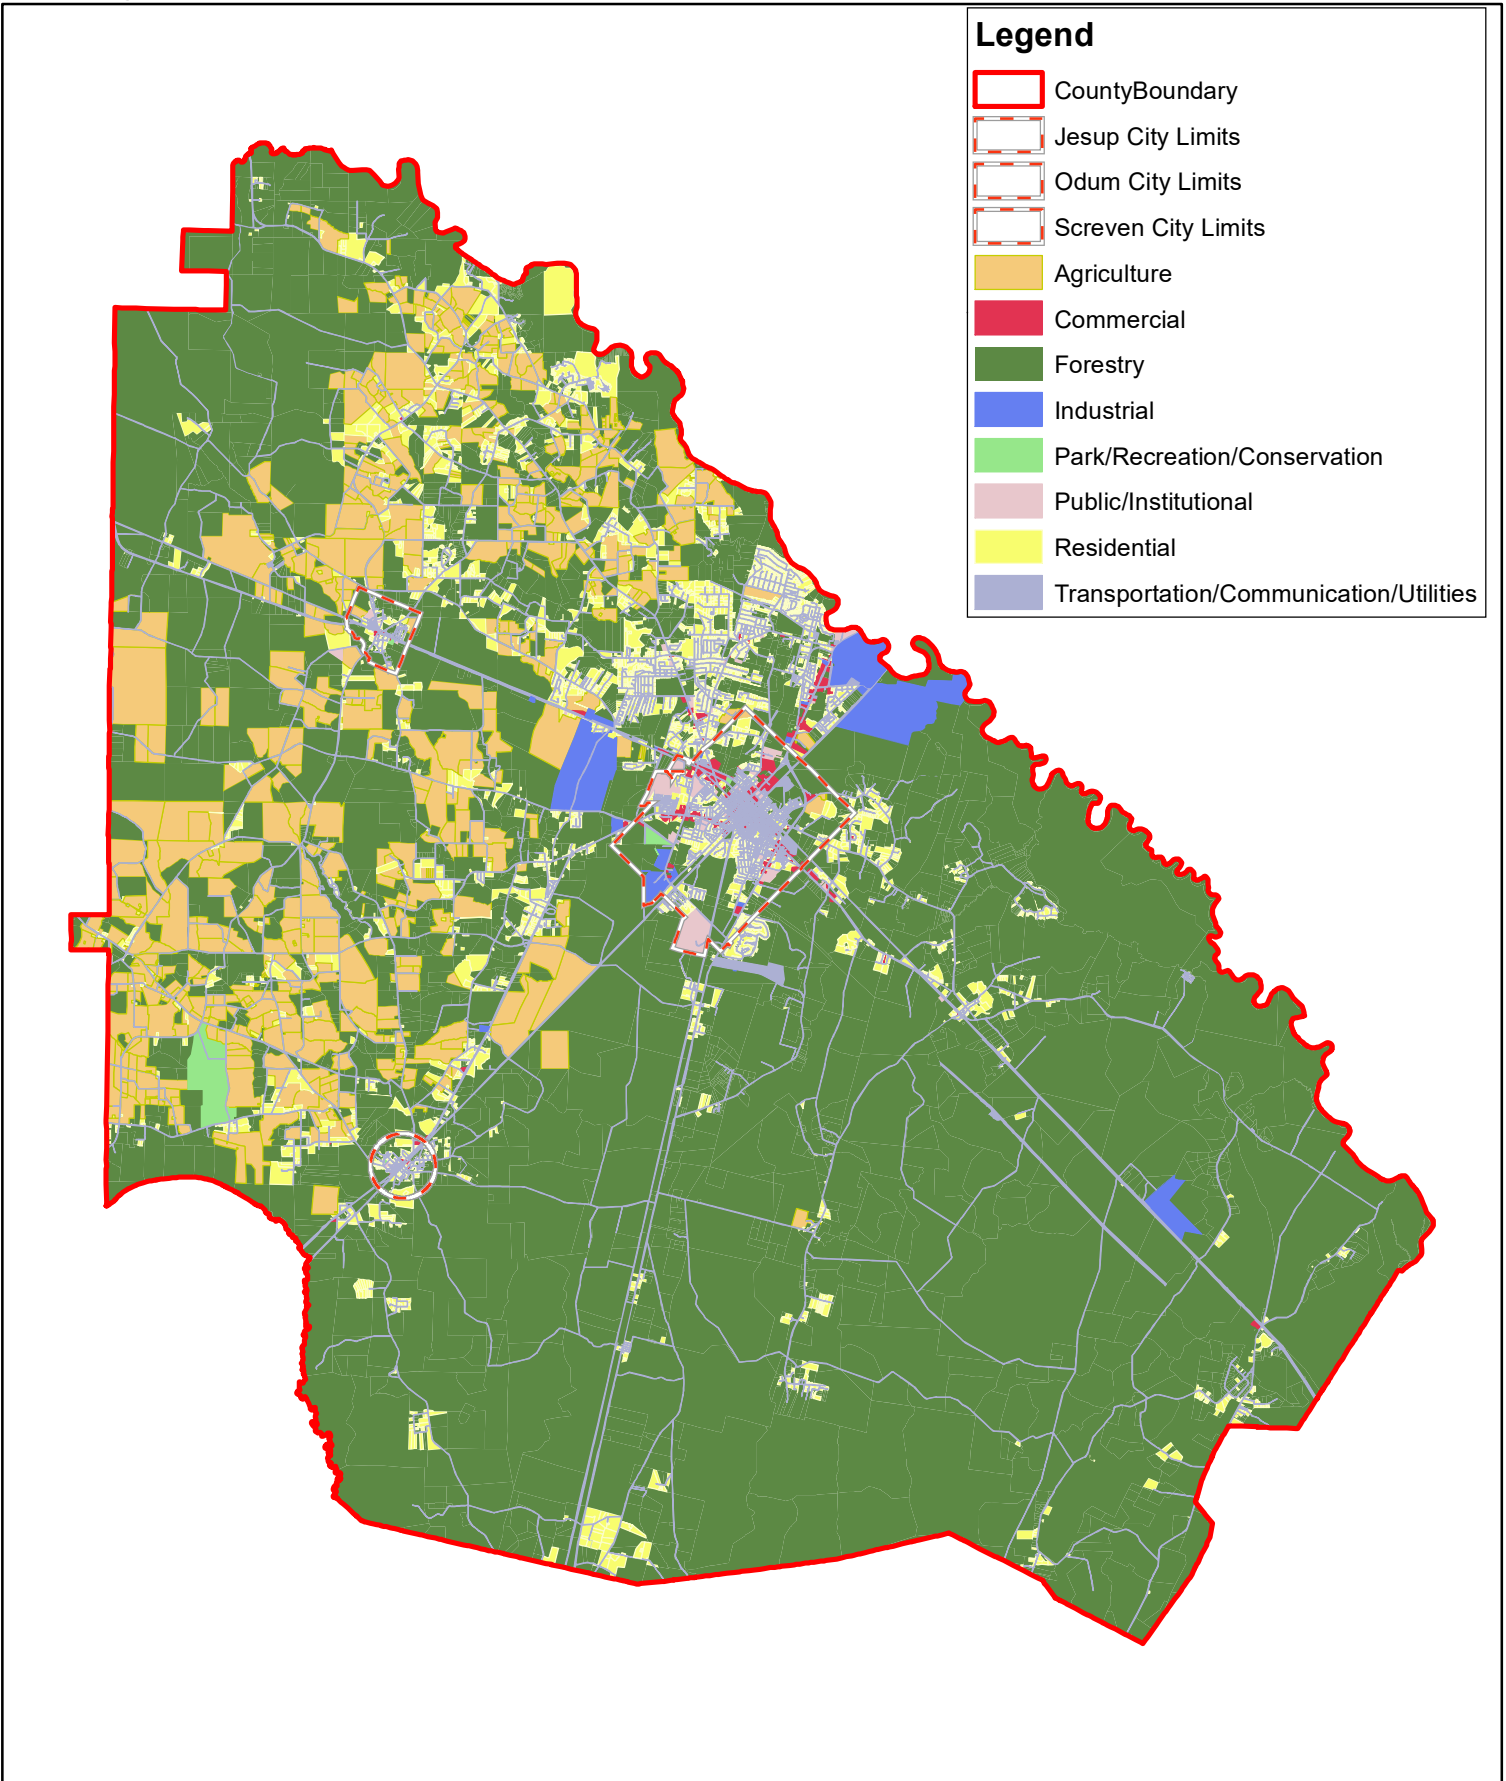 Legend
CountyBoundary
Jesup City Limits
Odum City Limits
Screven City Limits
Agriculture
Commercial
Forestry
Industrial
Park/Recreation/Conservation
Public/Institutional
Residential
Transportation/Communication/Utilities